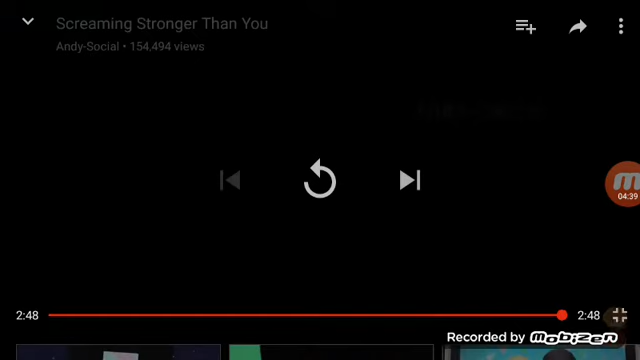 Screaming Stronger Than You
Andy-Social • 154,494 views
04:39
2:48
2:48
Recorded by Mobizen